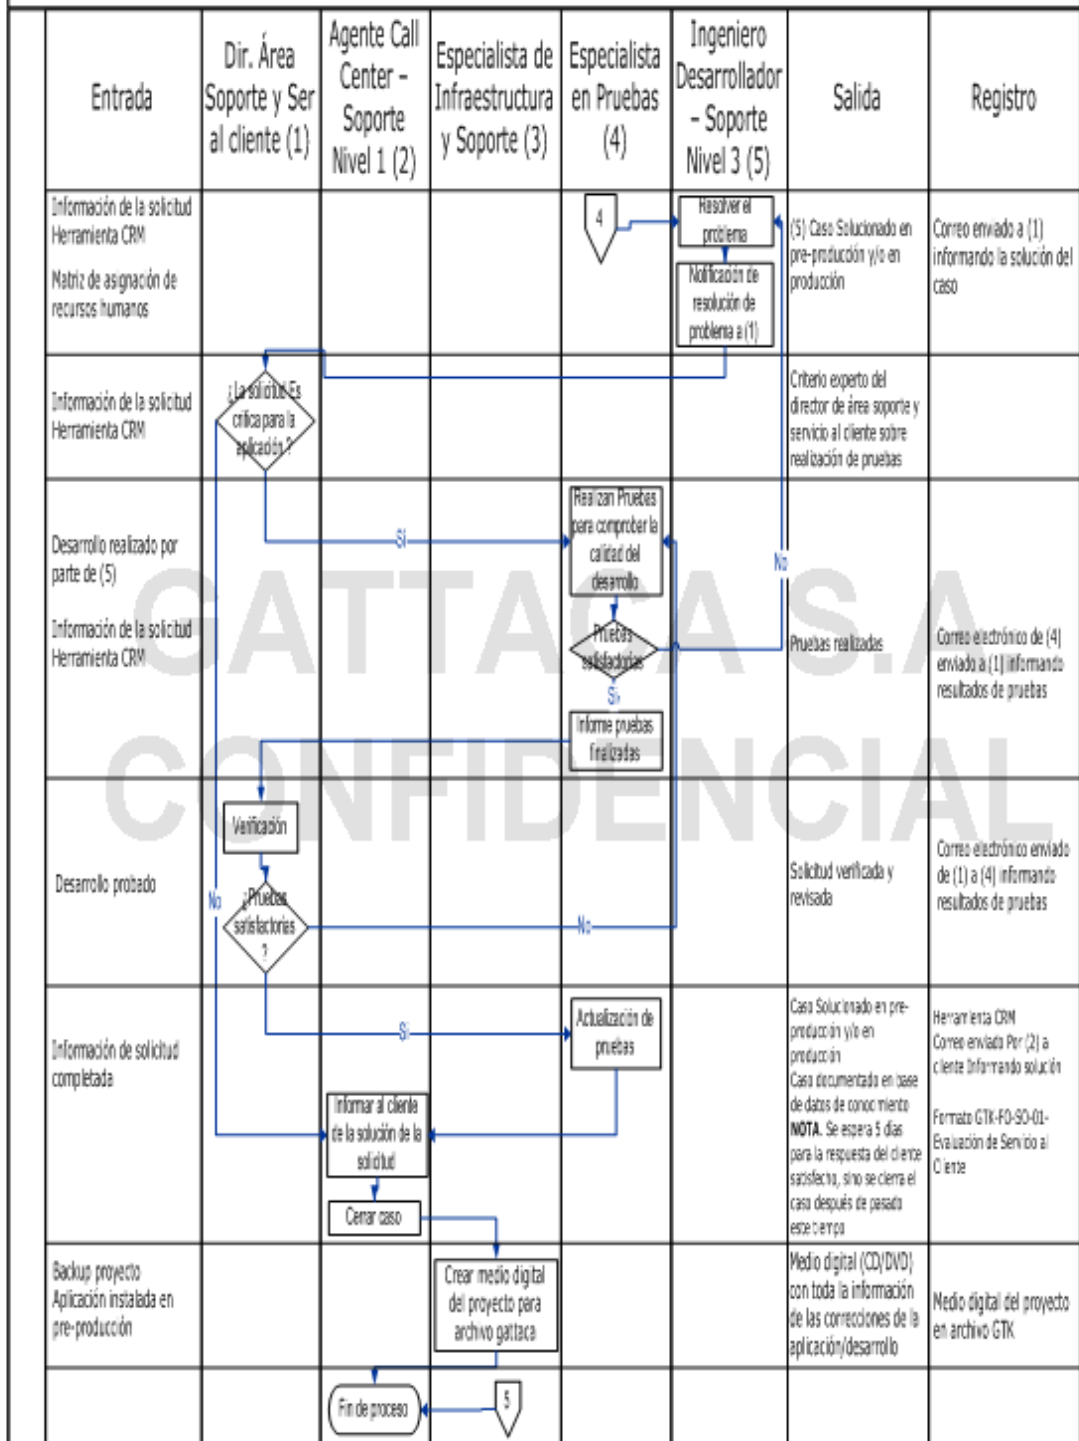 Entrada
Dir. Área
Soporte y Ser
al cliente (1)
Agente Call
Center –
Soporte
Nivel 1 (2)
Especialista de
Infraestructura
y Soporte (3)
Especialista
en Pruebas
(4)
Ingeniero
Desarrollador
– Soporte
Nivel 3 (5)
Salida
Registro
Información de la solicitud
Herramienta CRM
Matriz de asignación de
recursos humanos
4
Resolver el
problema
Notificación de
resolución de
problema a (1)
(5) Caso Solucionado en
pre-producción y/o en
producción
Correo enviado a (1)
informando la solución del
caso
Información de la solicitud
Herramienta CRM
¿La solicitud Es
critica para la
aplicación ?
Criterio experto del
director de área soporte y
servicio al cliente sobre
realización de pruebas
Desarrollo realizado por
parte de (5)
Información de la solicitud
Herramienta CRM
Si
Realizan Pruebas
para comprobar la
calidad del
desarrollo
No
Pruebas
satisfactorias
Si
Informe pruebas
finalizadas
Pruebas realizadas
Correo electrónico de (4)
enviado a (1) informando
resultados de pruebas
GATTACA S.A
CONFIDENCIAL
Desarrollo probado
Verificación
No
¿Pruebas
satisfactorias
?
No
Solicitud verificada y
revisada
Correo electrónico enviado
de (1) a (4) informando
resultados de pruebas
Información de solicitud
completada
Si
Actualización de
pruebas
Informar al cliente
de la solución de la
solicitud
Cerrar caso
Caso Solucionado en pre-
producción y/o en
producción
Caso documentado en base
de datos de conocimiento
NOTA. Se espera 5 dias
para la respuesta del cliente
satisfecho, sino se cierra el
caso después de pasado
este tiempo
Herramienta CRM
Correo enviado Por (2) a
cliente Informando solución
Formato GTK-FO-SO-01-
Evaluación de Servicio al
Cliente
Backup proyecto
Aplicación instalada en
pre-producción
Crear medio digital
del proyecto para
archivo gattaca
Medio digital (CD/DVD)
con toda la información
de las correcciones de la
aplicación/desarrollo
Medio digital del proyecto
en archivo GTK
Fin de proceso
5